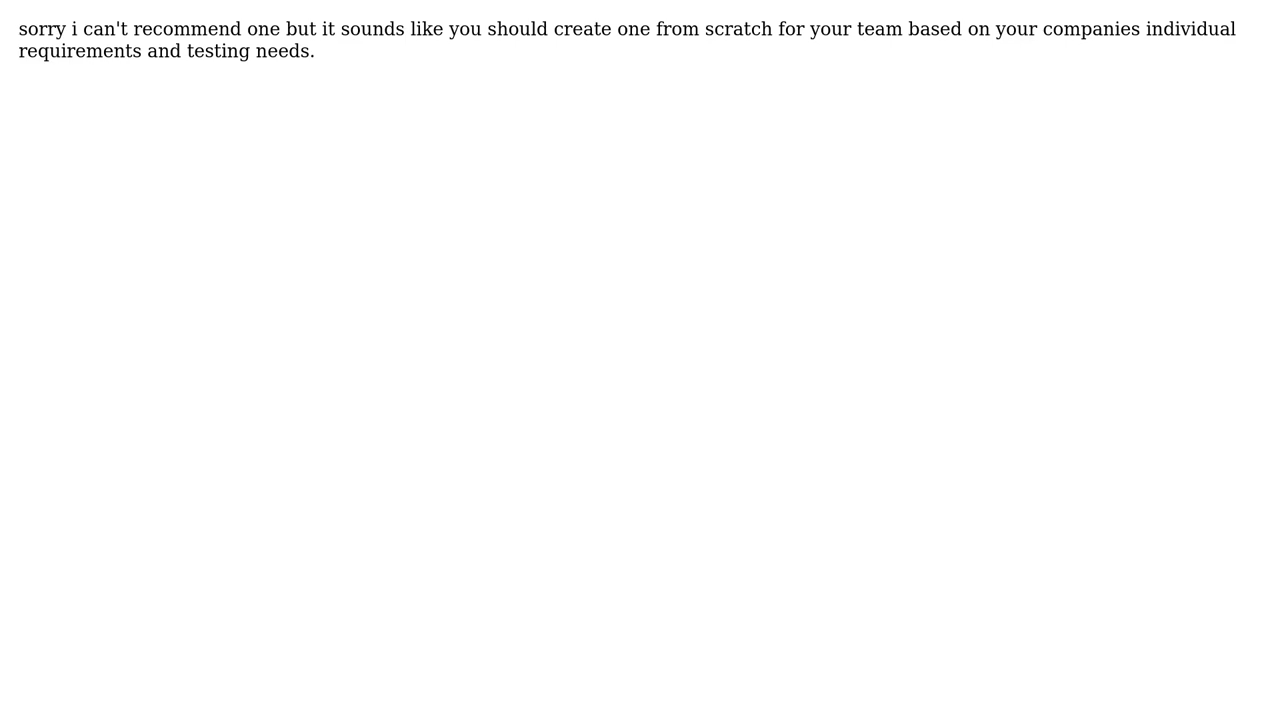 sorry i can't recommend one but it sounds like you should create one from scratch for your team based on your companies individual
requirements and testing needs.